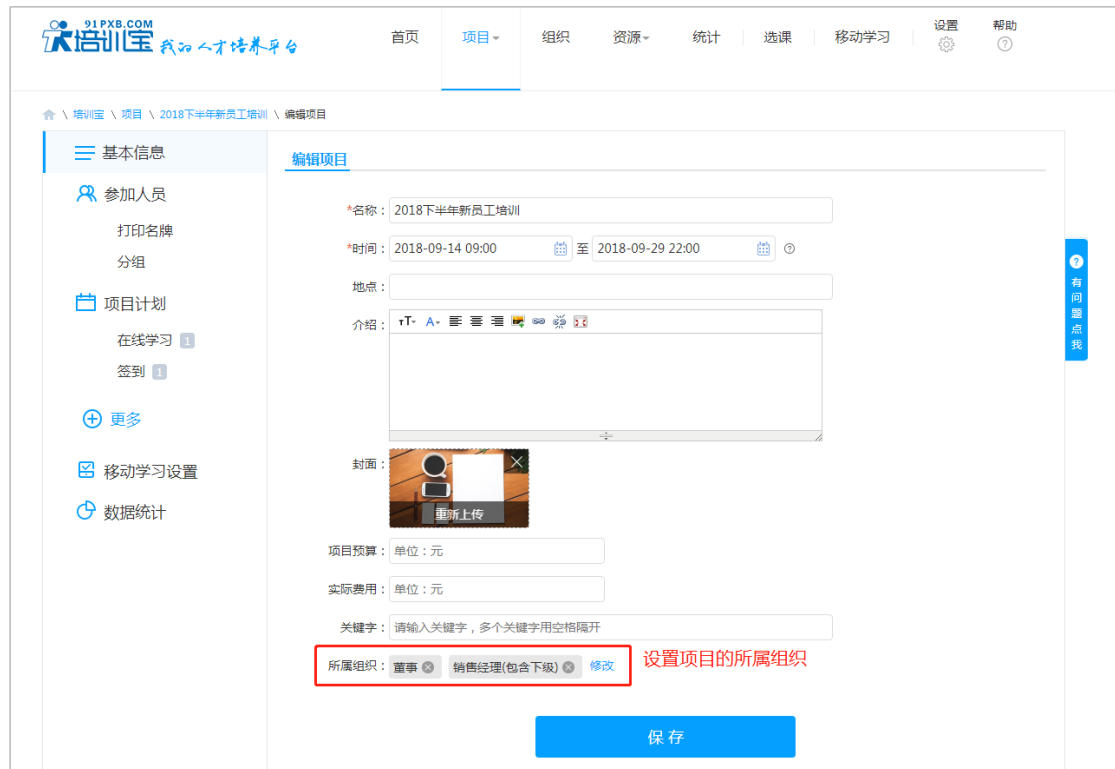 91PXB.COM
培训宝 我的人才培养平台
首页 项目 组织 资源 统计 选课 移动学习 设置 帮助
\ 培训宝 \ 项目 \ 2018下半年新员工培训 \ 编辑项目
基本信息
参加人员
打印名牌
分组
项目计划
在线学习 1
签到 1
更多
移动学习设置
数据统计
编辑项目
*名称： 2018下半年新员工培训
*时间： 2018-09-14 09:00 至 2018-09-29 22:00
地点：
介绍：
封面：
重新上传
项目预算： 单位：元
实际费用： 单位：元
关键字： 请输入关键字，多个关键字用空格隔开
所属组织： 董事 销售经理(包含下级) 修改 设置项目的所属组织
保存
有问题点我